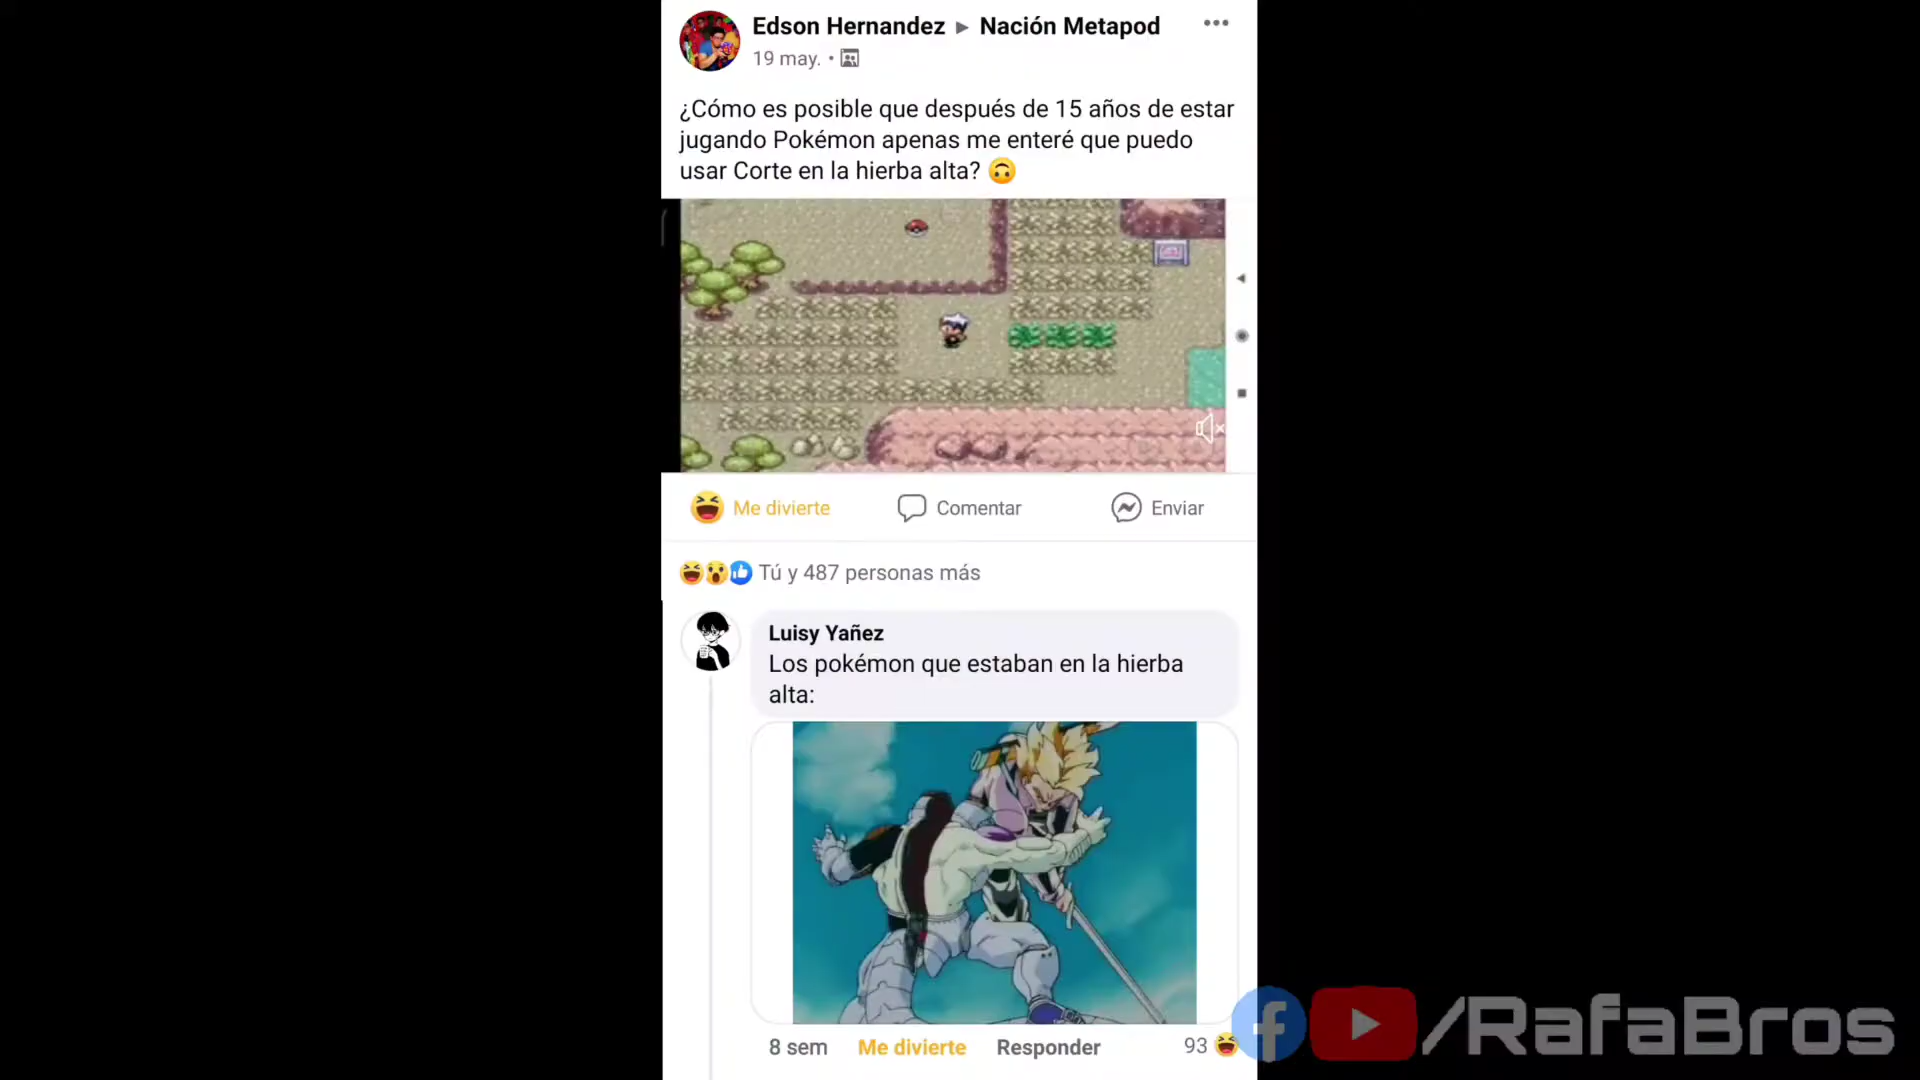 Edson Hernandez ▸ Nación Metapod
19 may. •
¿Cómo es posible que después de 15 años de estar
jugando Pokémon apenas me enteré que puedo
usar Corte en la hierba alta? 🙃
Me divierte
Comentar
Enviar
Tú y 487 personas más
Luisy Yañez
Los pokémon que estaban en la hierba
alta:
8 sem
Me divierte
Responder
93
/RafaBros